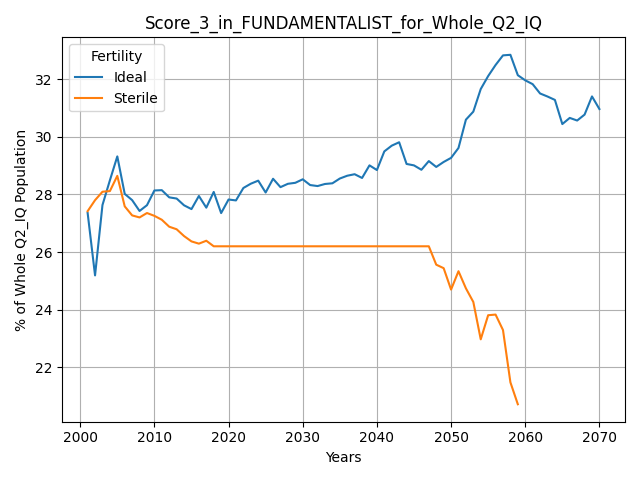 Score_3_in_FUNDAMENTALIST_for_Whole_Q2_IQ
Fertility
Ideal
Sterile
% of Whole Q2_IQ Population
32
30
28
26
24
22
2000 2010 2020 2030 2040 2050 2060 2070
Years